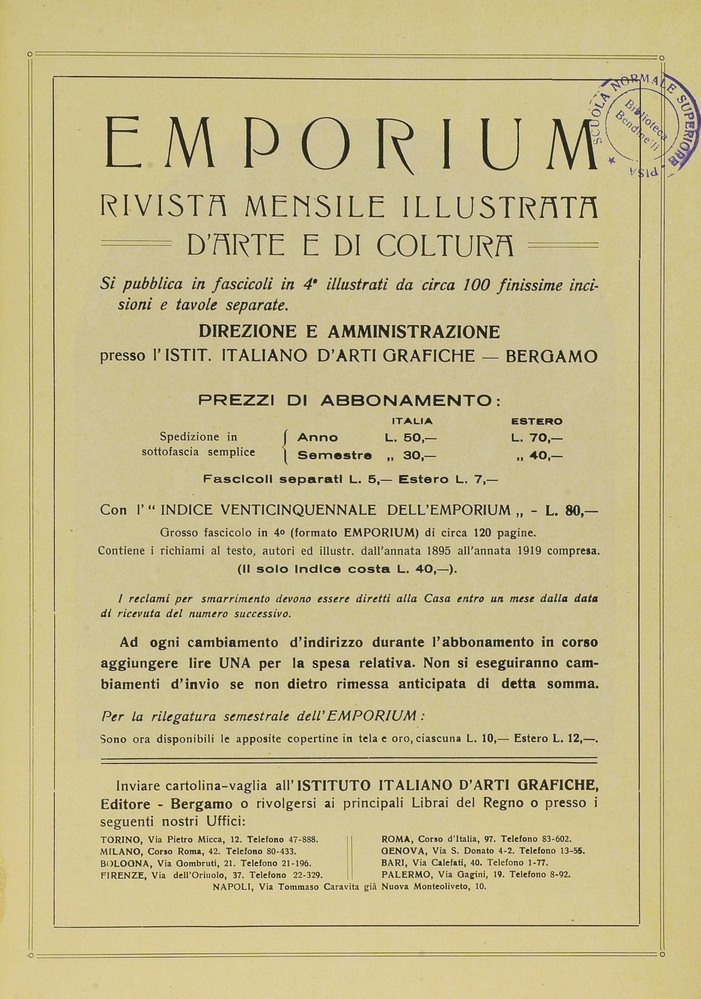 EMPORIUM
SCUOLA NORMALE SUPERIORE
★ PISA
Biblioteca
RIVISTA MENSILE ILLUSTRATA
D'ARTE E DI COLTURA
Si pubblica in fascicoli in 4° illustrati da circa 100 finissime inci-
sioni e tavole separate.
DIREZIONE E AMMINISTRAZIONE
presso l'ISTIT. ITALIANO D'ARTI GRAFICHE — BERGAMO
PREZZI DI ABBONAMENTO:
ITALIA ESTERO
Spedizione in sottofascia semplice
Anno L. 50,— L. 70,—
Semestre „ 30,— „ 40,—
Fascicoli separati L. 5,— Estero L. 7,—
Con l'“ INDICE VENTICINQUENNALE DELL'EMPORIUM „ - L. 80,—
Grosso fascicolo in 4º (formato EMPORIUM) di circa 120 pagine.
Contiene i richiami al testo, autori ed illustr. dall'annata 1895 all'annata 1919 compresa.
(Il solo Indice costa L. 40,—).
I reclami per smarrimento devono essere diretti alla Casa entro un mese dalla data
di ricevuta del numero successivo.
Ad ogni cambiamento d'indirizzo durante l'abbonamento in corso
aggiungere lire UNA per la spesa relativa. Non si eseguiranno cam-
biamenti d'invio se non dietro rimessa anticipata di detta somma.
Per la rilegatura semestrale dell'EMPORIUM :
Sono ora disponibili le apposite copertine in tela e oro, ciascuna L. 10,— Estero L. 12,—.
Inviare cartolina-vaglia all'ISTITUTO ITALIANO D'ARTI GRAFICHE,
Editore - Bergamo o rivolgersi ai principali Librai del Regno o presso i
seguenti nostri Uffici:
TORINO, Via Pietro Micca, 12. Telefono 47-888.
MILANO, Corso Roma, 42. Telefono 80-433.
BOLOGNA, Via Gombruti, 21. Telefono 21-196.
FIRENZE, Via dell'Oriuolo, 37. Telefono 22-329.
ROMA, Corso d'Italia, 97. Telefono 83-602.
GENOVA, Via S. Donato 4-2. Telefono 13-55.
BARI, Via Calefati, 40. Telefono 1-77.
PALERMO, Via Gagini, 19. Telefono 8-92.
NAPOLI, Via Tommaso Caravita già Nuova Monteoliveto, 10.